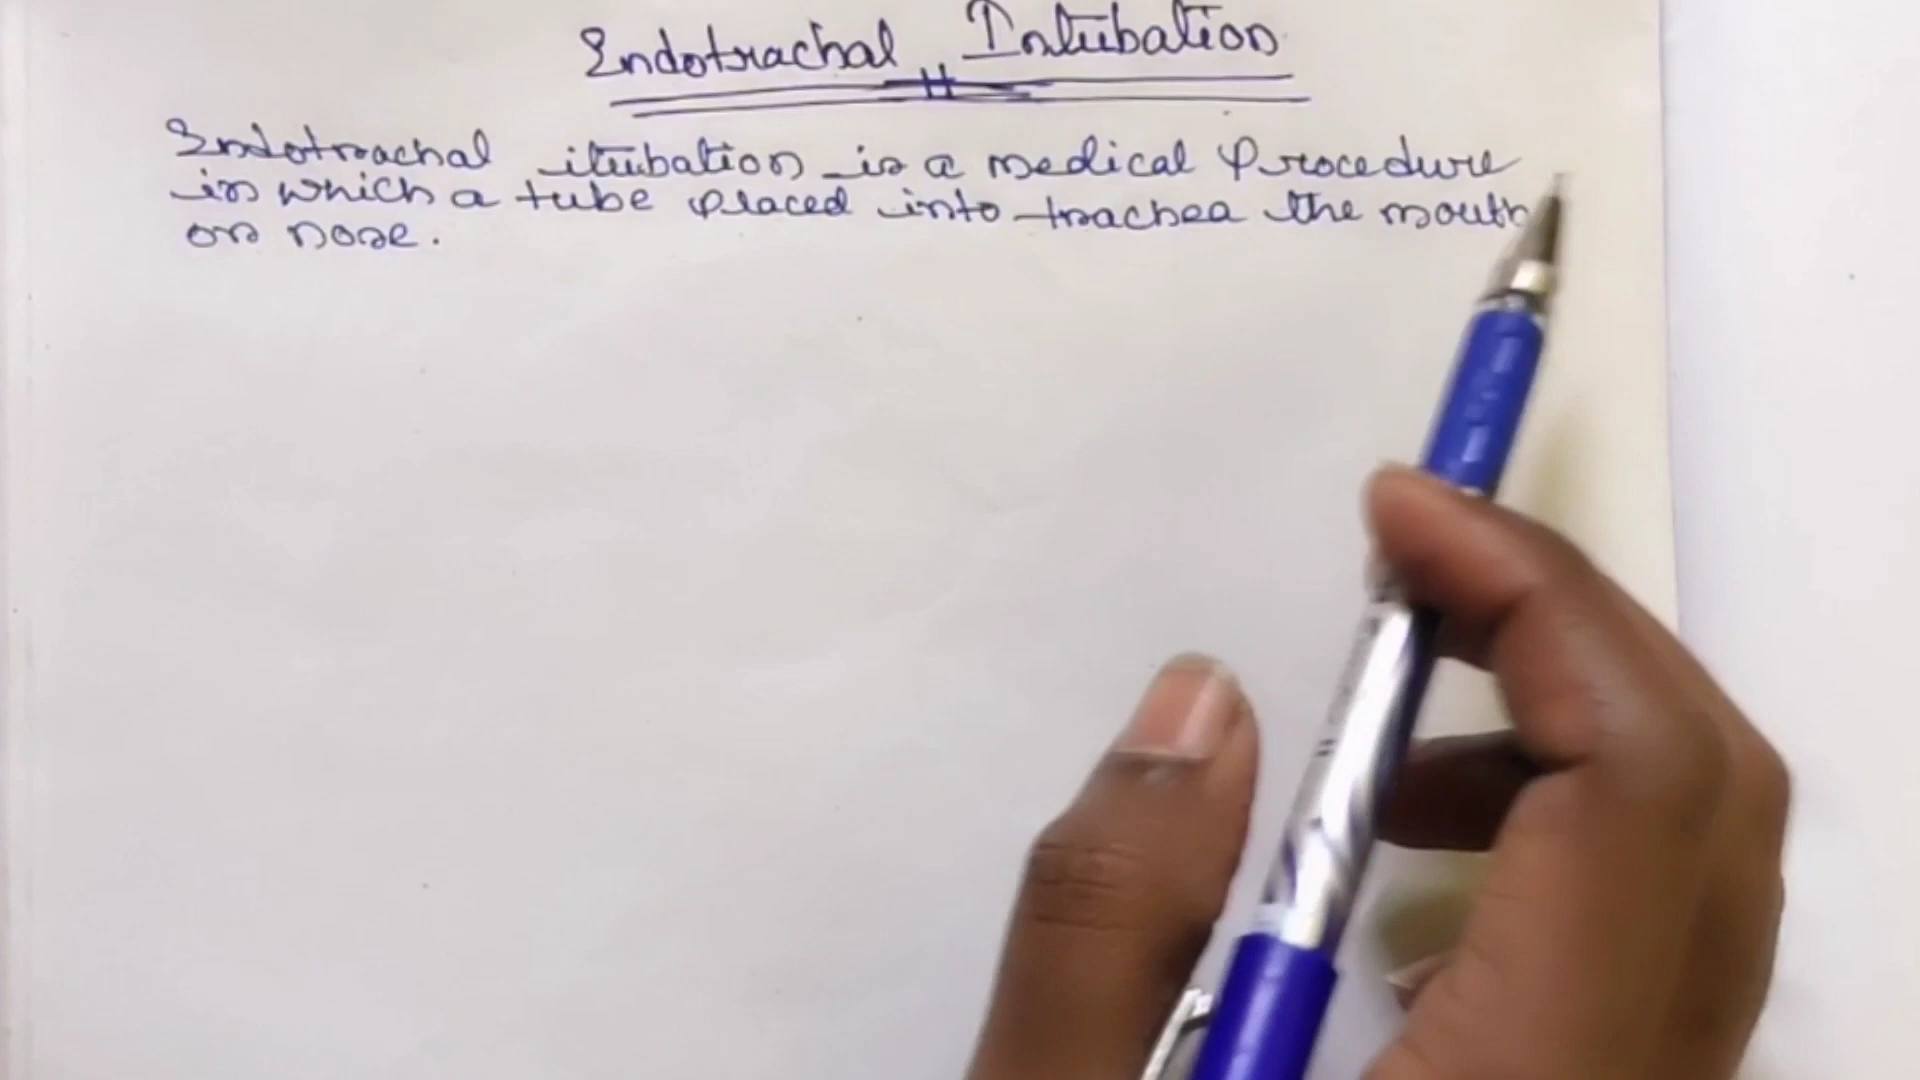 Endotrachal Intubation
Endotrachal itubation is a medical Procedure
in which a tube placed into trachea the mouth
or nose.